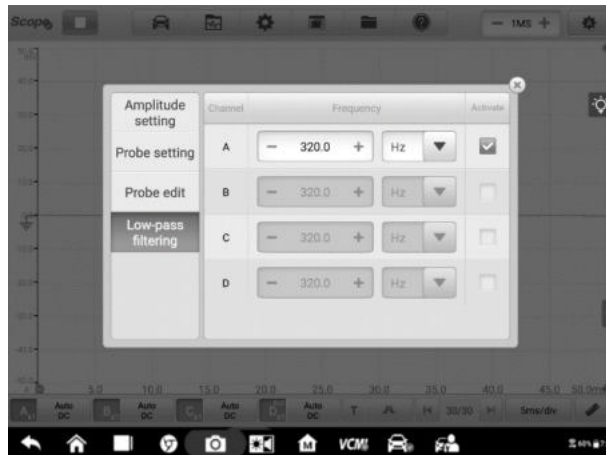 Scope
1MS
Amplitude
setting
Probe setting
Probe edit
Low-pass
filtering
Channel
Frequency
Activate
A
320.0
Hz
B
320.0
Hz
C
320.0
Hz
D
320.0
Hz
5.0 10.0 15.0 20.0 25.0 30.0 35.0 40.0 45.0
A Auto
DC
B Auto
DC
C Auto
DC
D Auto
DC
T
30/30
5ms/div
M
VCMI
60%